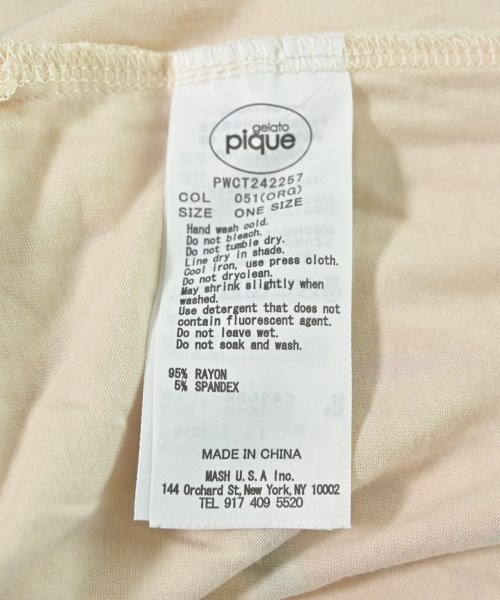 gelato
pique
PWCT242257
COL 051(ORG)
SIZE ONE SIZE
Hand wash cold.
Do not bleach.
Do not tumble dry.
Line dry in shade.
Cool iron, use press cloth.
Do not dryclean.
May shrink slightly when
washed.
Use detergent that does not
contain fluorescent agent.
Do not leave wet.
Do not soak and wash.
95% RAYON
5% SPANDEX
MADE IN CHINA
MASH U.S.A Inc.
144 Orchard St, New York, NY 10002
TEL 917 409 5520